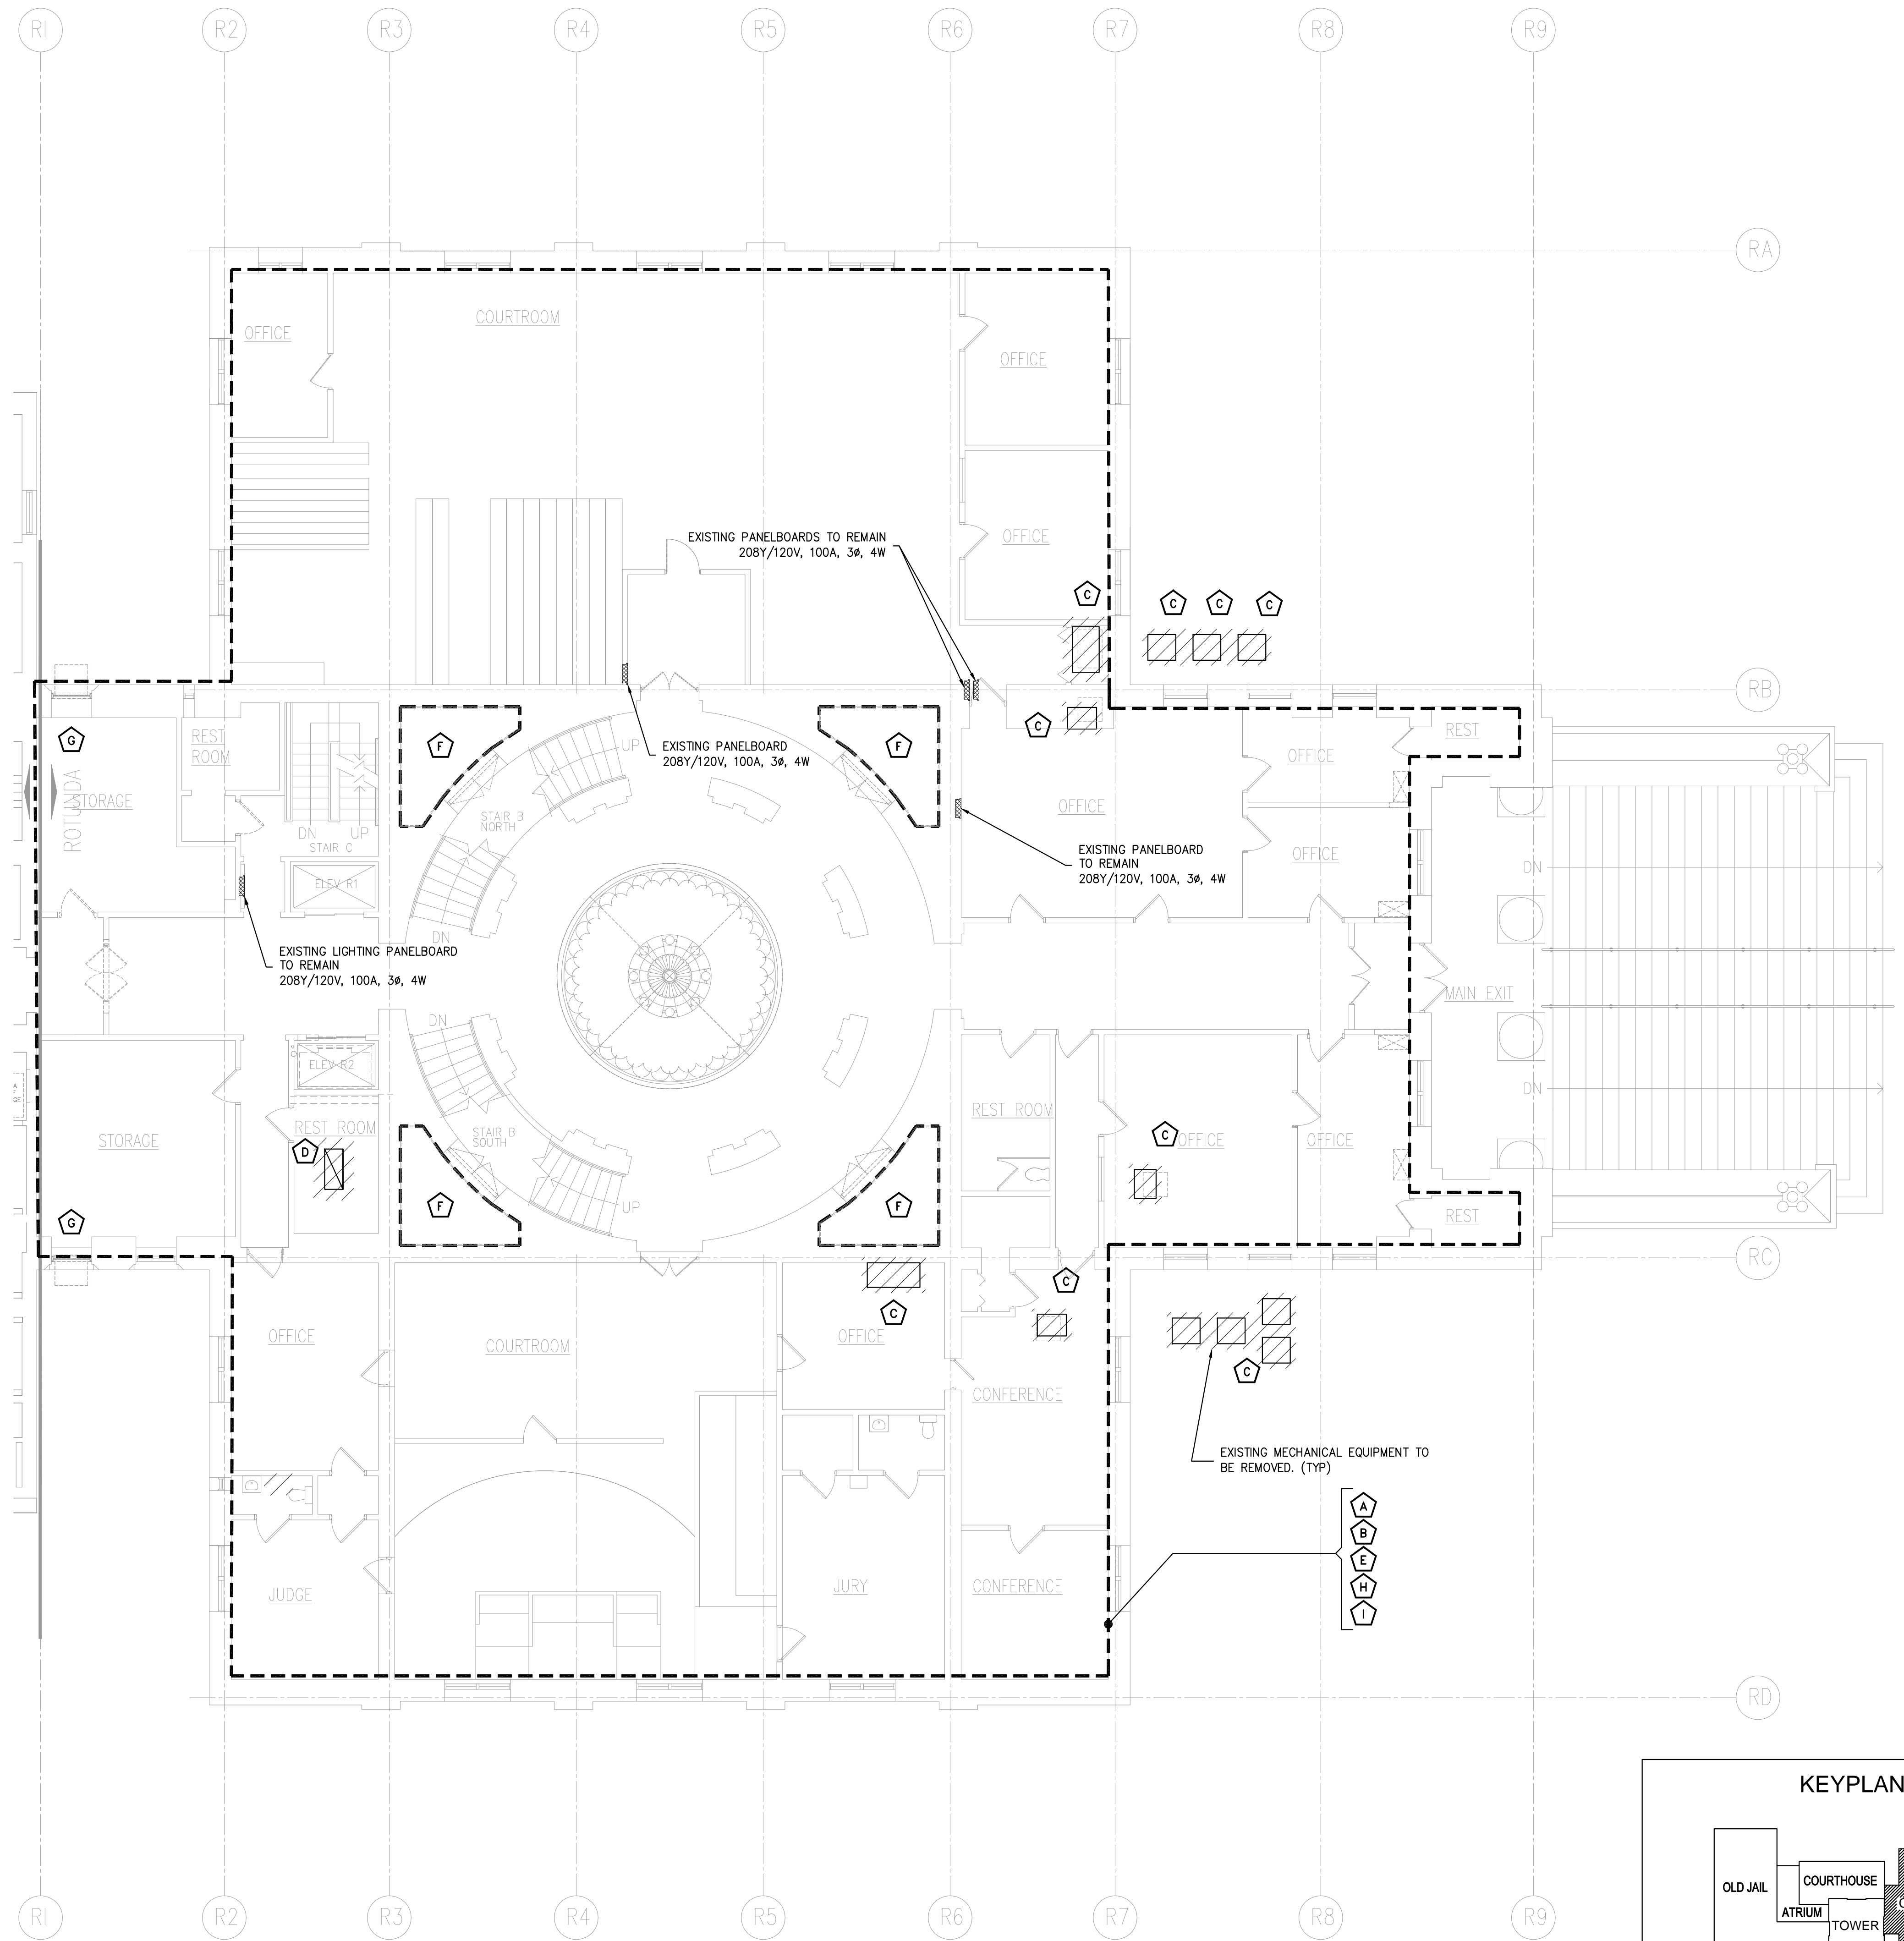 R1 R2 R3 R4 R5 R6 R7 R8 R9
RA
COURTROOM
OFFICE
OFFICE
EXISTING PANELBOARDS TO REMAIN
208Y/120V, 100A, 3ø, 4W
OFFICE
C
C C C
RB
G
REST
ROOM
F
UP
EXISTING PANELBOARD
208Y/120V, 100A, 3ø, 4W
F
C
OFFICE
REST
STORAGE
ROTUNDA
DN UP
STAIR C
STAIR B
NORTH
OFFICE
EXISTING PANELBOARD
TO REMAIN
208Y/120V, 100A, 3ø, 4W
OFFICE
DN
ELEV R1
DN
EXISTING LIGHTING PANELBOARD
TO REMAIN
208Y/120V, 100A, 3ø, 4W
MAIN EXIT
DN
ELEV R2
DN
REST ROOM
REST ROOM
STORAGE
D
STAIR B
SOUTH
C
OFFICE
OFFICE
G
F
UP
F
REST
RC
C
C
OFFICE
COURTROOM
OFFICE
C
CONFERENCE
EXISTING MECHANICAL EQUIPMENT TO
BE REMOVED. (TYP)
A
B
E
H
I
JUDGE
JURY
CONFERENCE
RD
KEYPLAN
OLD JAIL
COURTHOUSE
ATRIUM
TOWER
R1 R2 R3 R4 R5 R6 R7 R8 R9